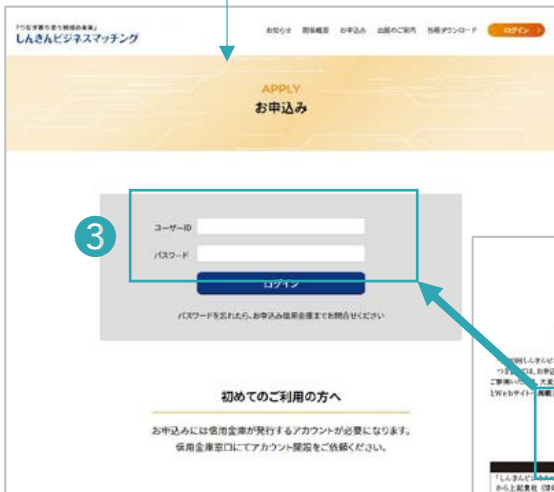 「つなぎ寄り添う地域の未来」
しんきんビジネスマッチング
お知らせ 開催概要 お申込み 出展のご案内 各種ダウンロード ログイン
APPLY
お申込み
3
ユーザーID
パスワード
ログイン
パスワードを忘れたら、お申込み信用金庫までお問合せください
初めてのご利用の方へ
お申込みには信用金庫が発行するアカウントが必要になります。
信用金庫窓口にてアカウント開設をご依頼ください。